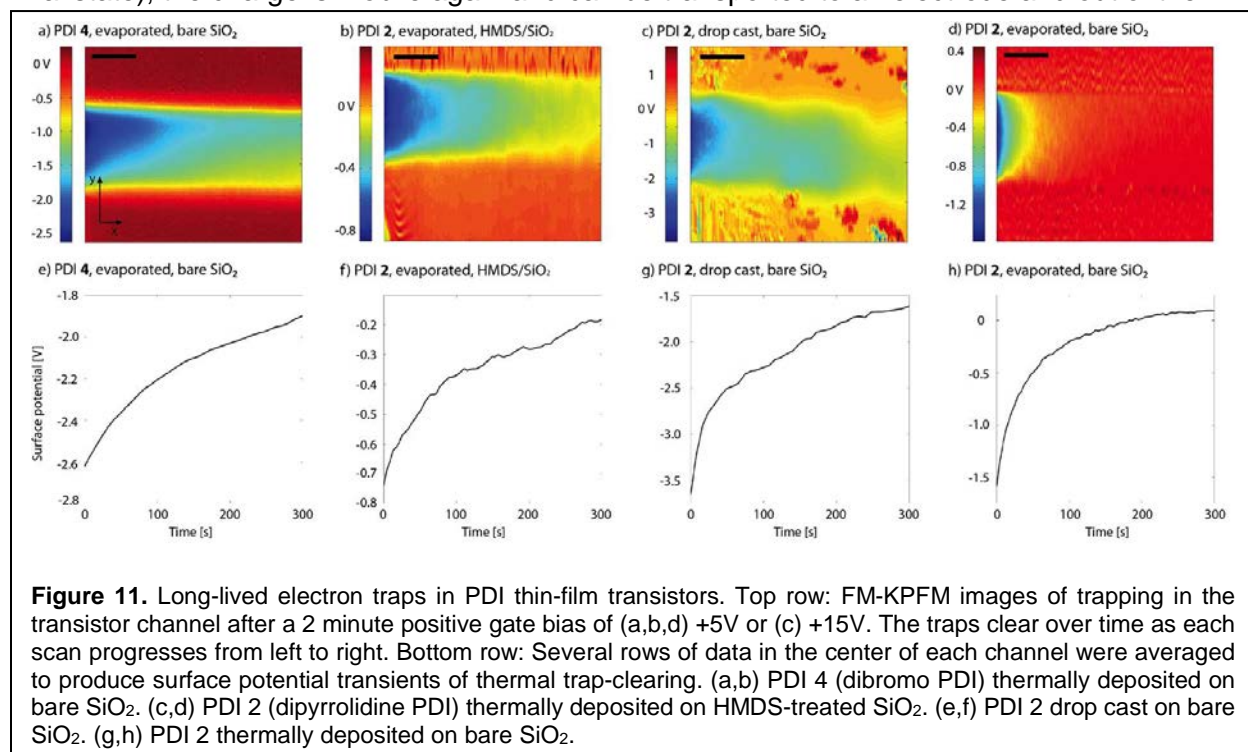 a) PDI 4, evaporated, bare SiO₂
b) PDI 2, evaporated, HMDS/SiO₂
c) PDI 2, drop cast, bare SiO₂
d) PDI 2, evaporated, bare SiO₂
0 V
-0.5
-1.0
-1.5
-2.0
-2.5
y
x
0 V
-0.4
-0.8
1
0 V
-1
-2
-3
0.4
0 V
-0.4
-0.8
-1.2
e) PDI 4, evaporated, bare SiO₂
f) PDI 2, evaporated, HMDS/SiO₂
g) PDI 2, drop cast, bare SiO₂
h) PDI 2, evaporated, bare SiO₂
Surface potential [V]
-1.8
-2.0
-2.2
-2.4
-2.6
-2.8
0 100 200 300
Time [s]
-0.2
-0.3
-0.4
-0.5
-0.6
-0.7
-0.8
0 100 200 300
Time [s]
-1.5
-2.0
-2.5
-3.0
-3.5
0 100 200 300
Time [s]
0
-0.5
-1.0
-1.5
0 100 200 300
Time [s]
Figure 11. Long-lived electron traps in PDI thin-film transistors. Top row: FM-KPFM images of trapping in the
transistor channel after a 2 minute positive gate bias of (a,b,d) +5V or (c) +15V. The traps clear over time as each
scan progresses from left to right. Bottom row: Several rows of data in the center of each channel were averaged
to produce surface potential transients of thermal trap-clearing. (a,b) PDI 4 (dibromo PDI) thermally deposited on
bare SiO₂. (c,d) PDI 2 (dipyrrolidine PDI) thermally deposited on HMDS-treated SiO₂. (e,f) PDI 2 drop cast on bare
SiO₂. (g,h) PDI 2 thermally deposited on bare SiO₂.